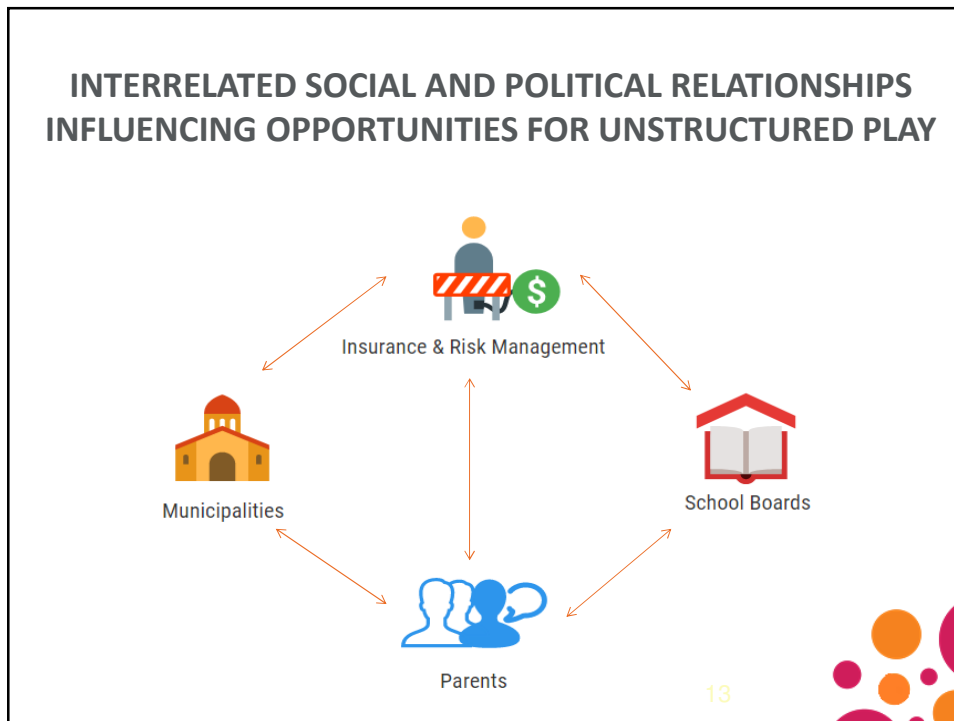 INTERRELATED SOCIAL AND POLITICAL RELATIONSHIPS
INFLUENCING OPPORTUNITIES FOR UNSTRUCTURED PLAY
$
Insurance & Risk Management
Municipalities
School Boards
Parents
13